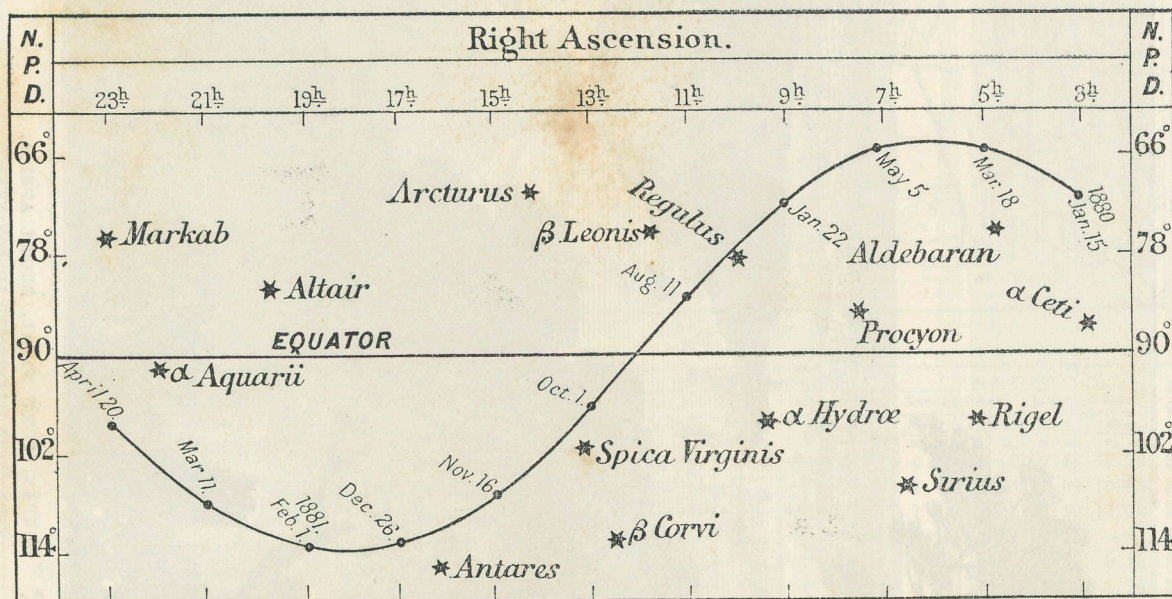 N.
P.
D.
Right Ascension.
N.
P.
D.
23h 21h 19h 17h 15h 13h 11h 9h 7h 5h 3h
66° 66°
Arcturus
Regulus
May 5
Mar. 18
1880
Jan. 15
Markab
β Leonis
Jan. 22
78° 78°
Aldebaran
Altair
Aug. 11
α Ceti
Procyon
EQUATOR
90° 90°
α Aquarii
April 20.
Oct. 1.
α Hydræ
Rigel
102° 102°
Spica Virginis
Mar 11.
Nov. 16
Sirius
1881.
Feb. 1.
Dec. 26.
β Corvi
114° 114°
Antares